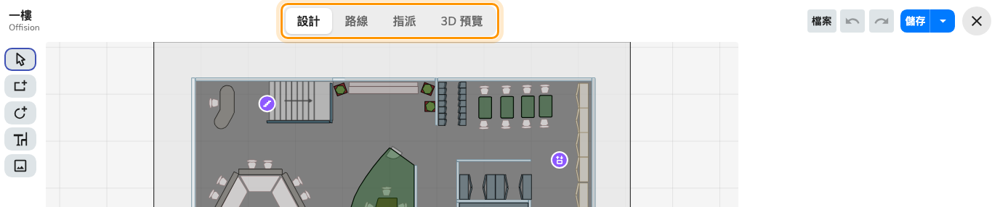 一樓
Offision
設計 路線 指派 3D 預覽
檔案 儲存